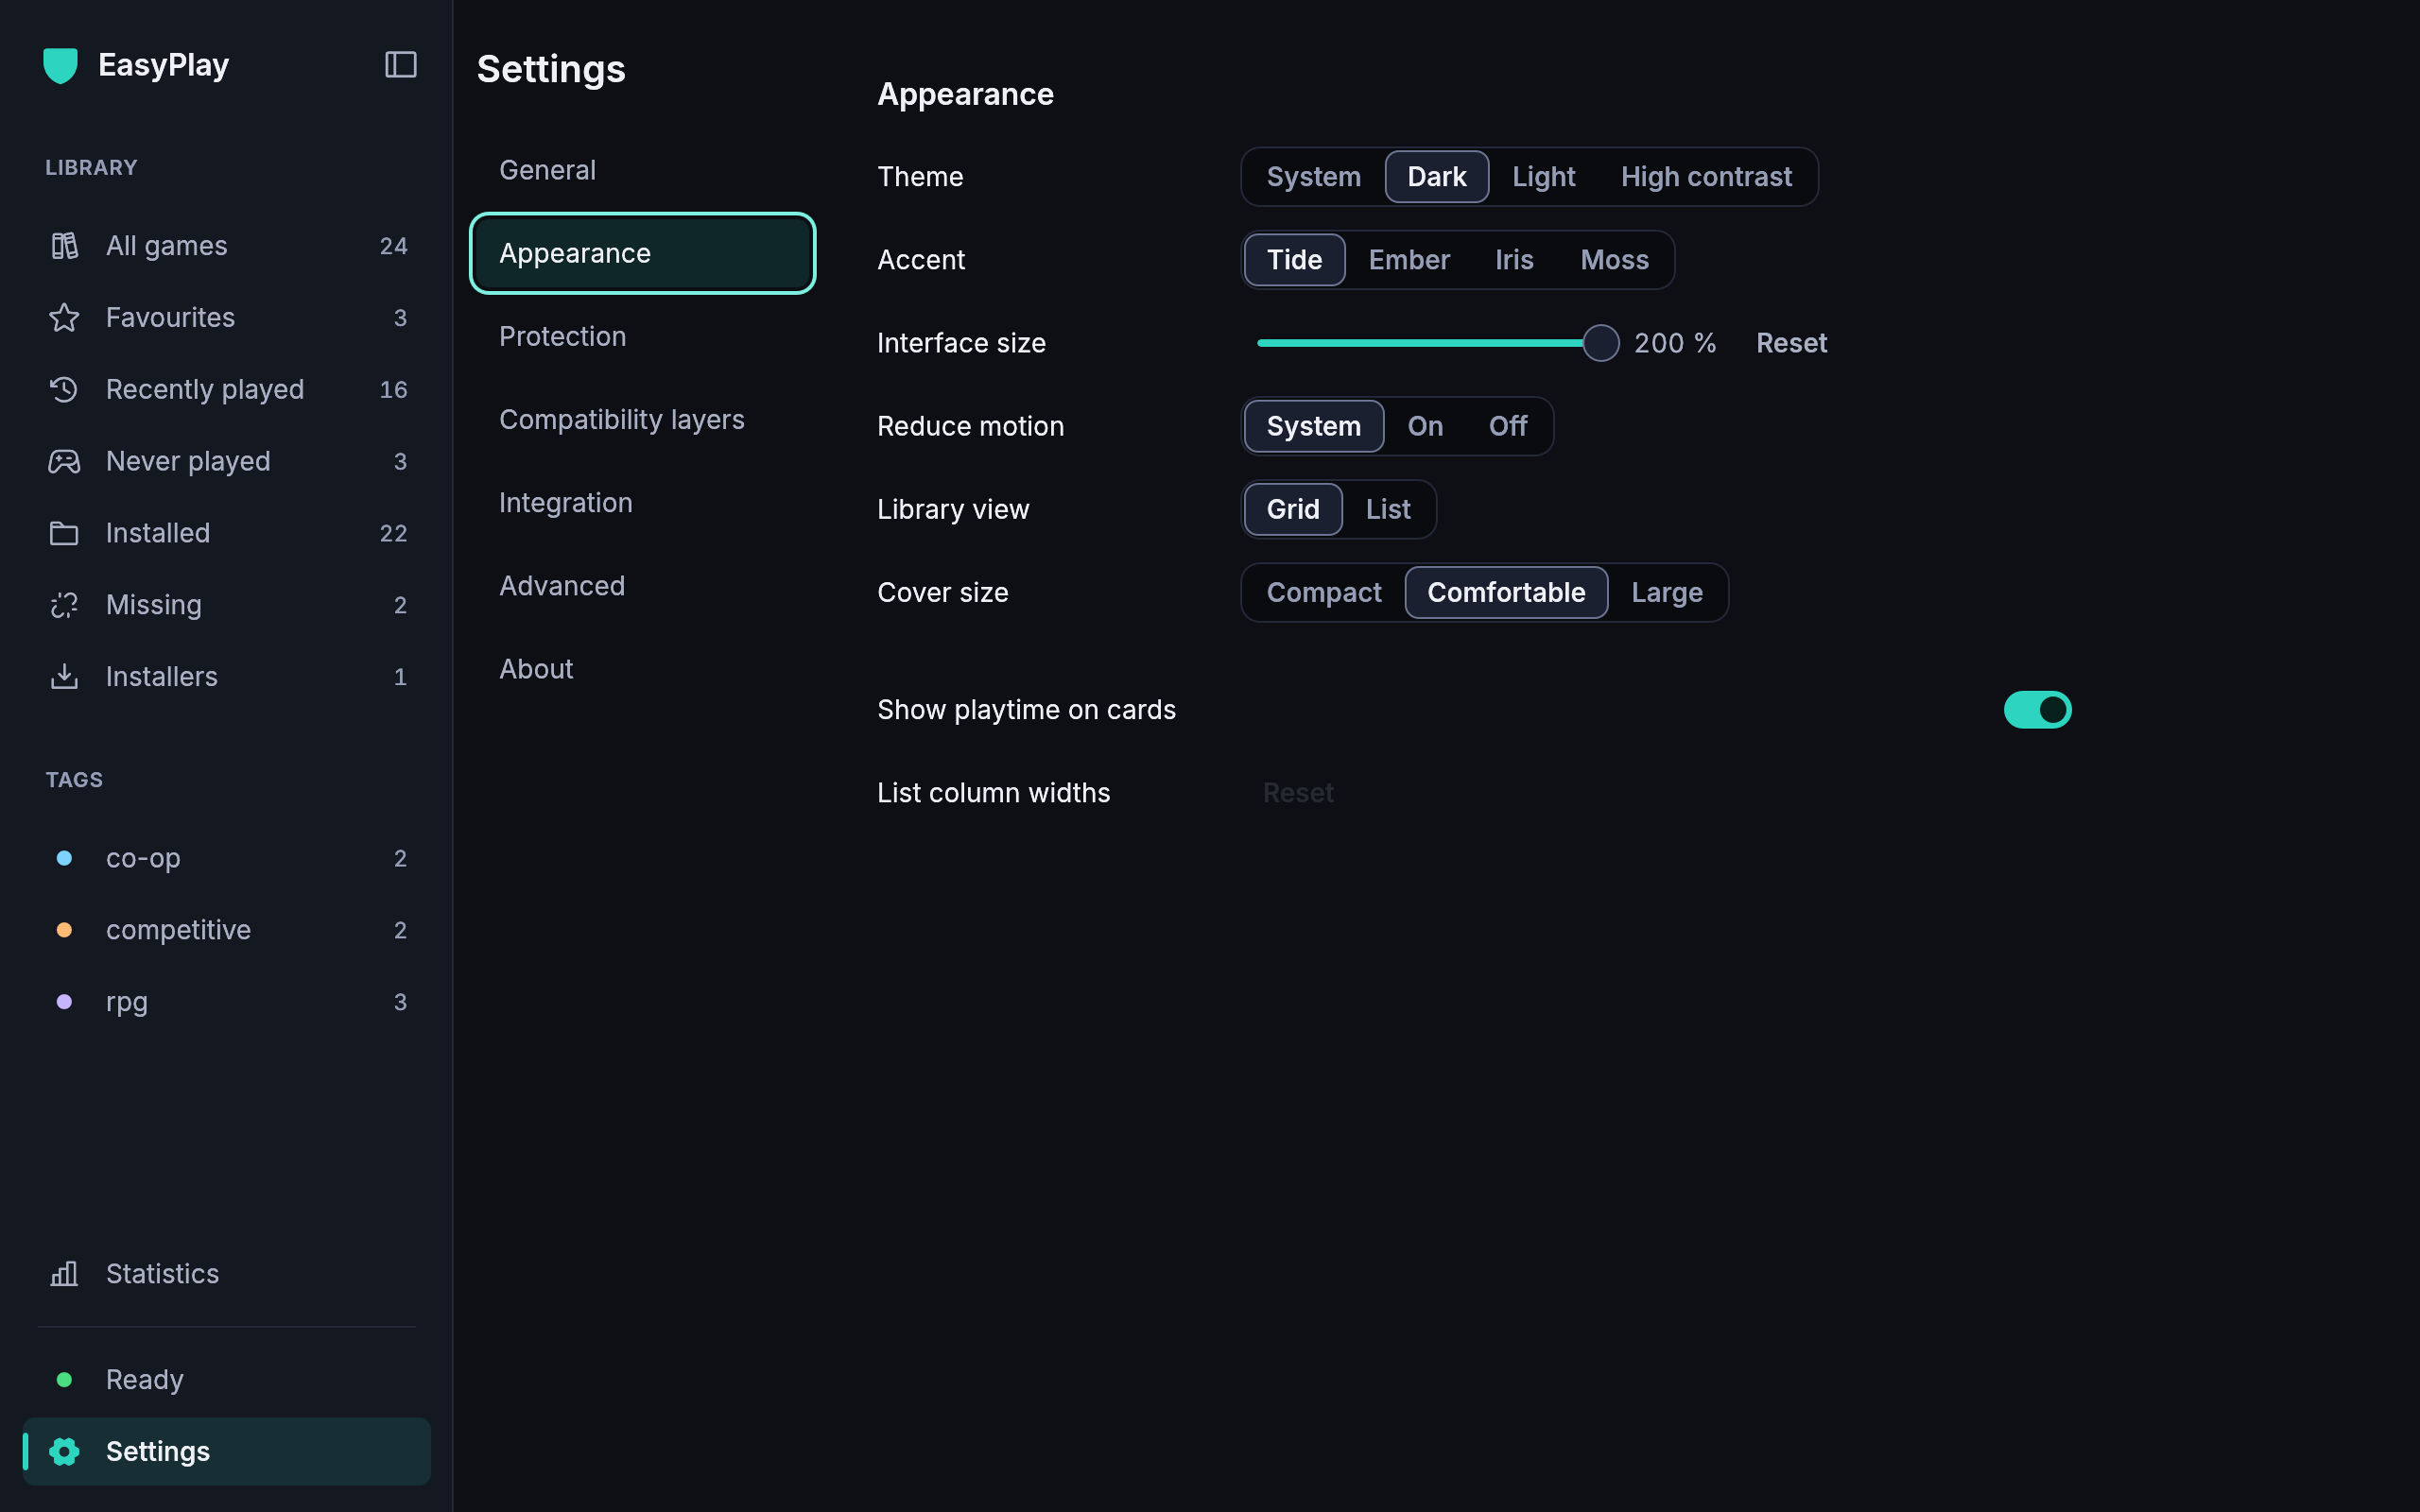 EasyPlay
LIBRARY
All games 24
Favourites 3
Recently played 16
Never played 3
Installed 22
Missing 2
Installers 1
TAGS
co-op 2
competitive 2
rpg 3
Statistics
Ready
Settings
Settings
General
Appearance
Protection
Compatibility layers
Integration
Advanced
About
Appearance
Theme System Dark Light High contrast
Accent Tide Ember Iris Moss
Interface size 200 % Reset
Reduce motion System On Off
Library view Grid List
Cover size Compact Comfortable Large
Show playtime on cards
List column widths Reset